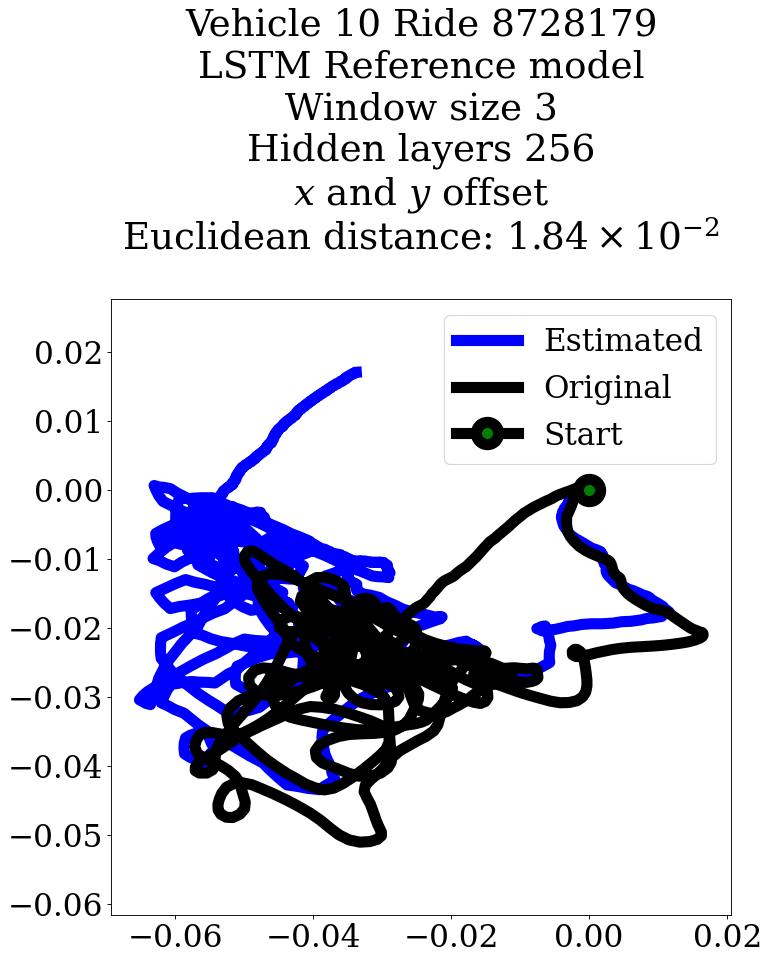 Vehicle 10 Ride 8728179
LSTM Reference model
Window size 3
Hidden layers 256
x and y offset
Euclidean distance: 1.84 × 10⁻²
Estimated
Original
Start
0.02
0.01
0.00
−0.01
−0.02
−0.03
−0.04
−0.05
−0.06
−0.06 −0.04 −0.02 0.00 0.02